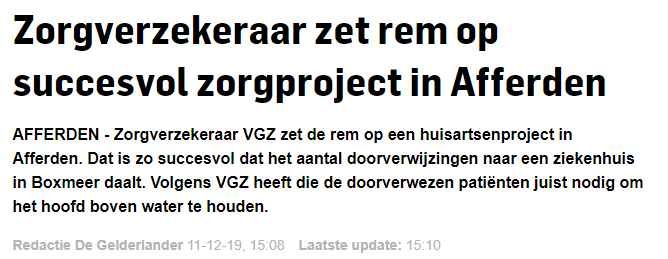 Zorgverzekeraar zet rem op
succesvol zorgproject in Afferden
AFFERDEN - Zorgverzekeraar VGZ zet de rem op een huisartsenproject in
Afferden. Dat is zo succesvol dat het aantal doorverwijzingen naar een ziekenhuis
in Boxmeer daalt. Volgens VGZ heeft die de doorverwezen patiënten juist nodig om
het hoofd boven water te houden.
Redactie De Gelderlander 11-12-19, 15:08 Laatste update: 15:10